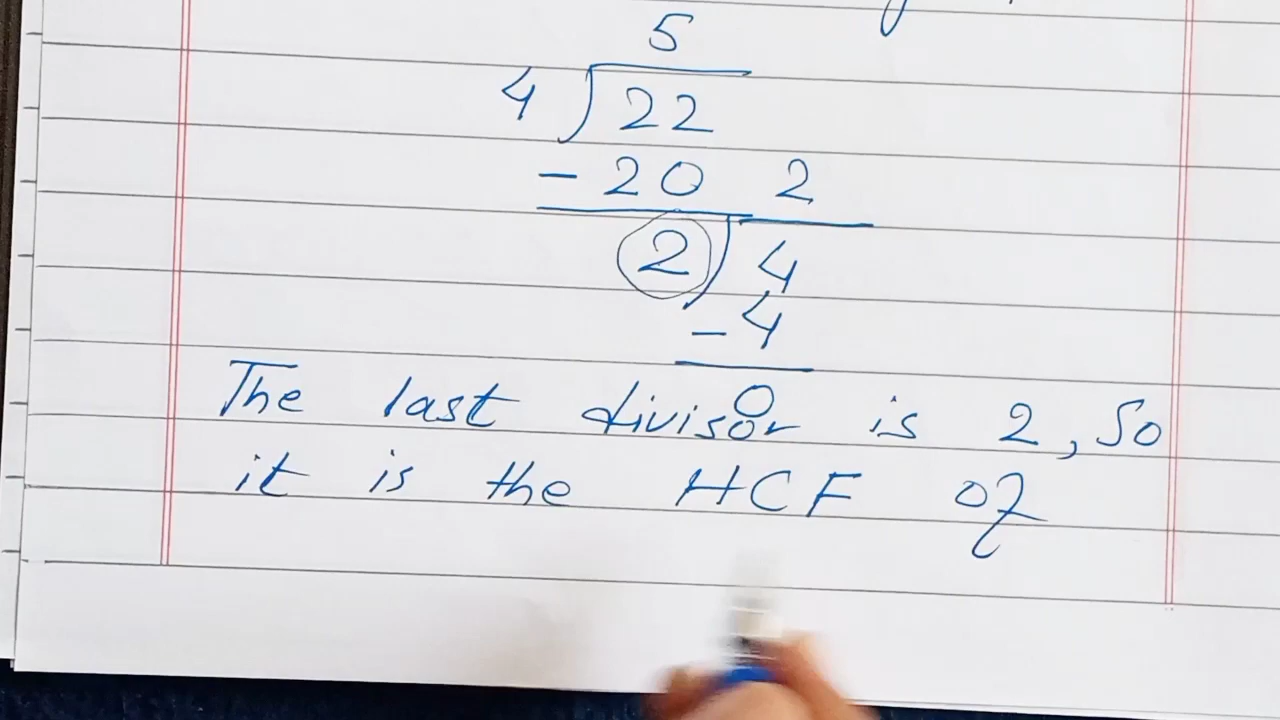 5
4 ) 22
- 20 2
2 ) 4
- 4
0
The last divisor is 2, So
it is the HCF of